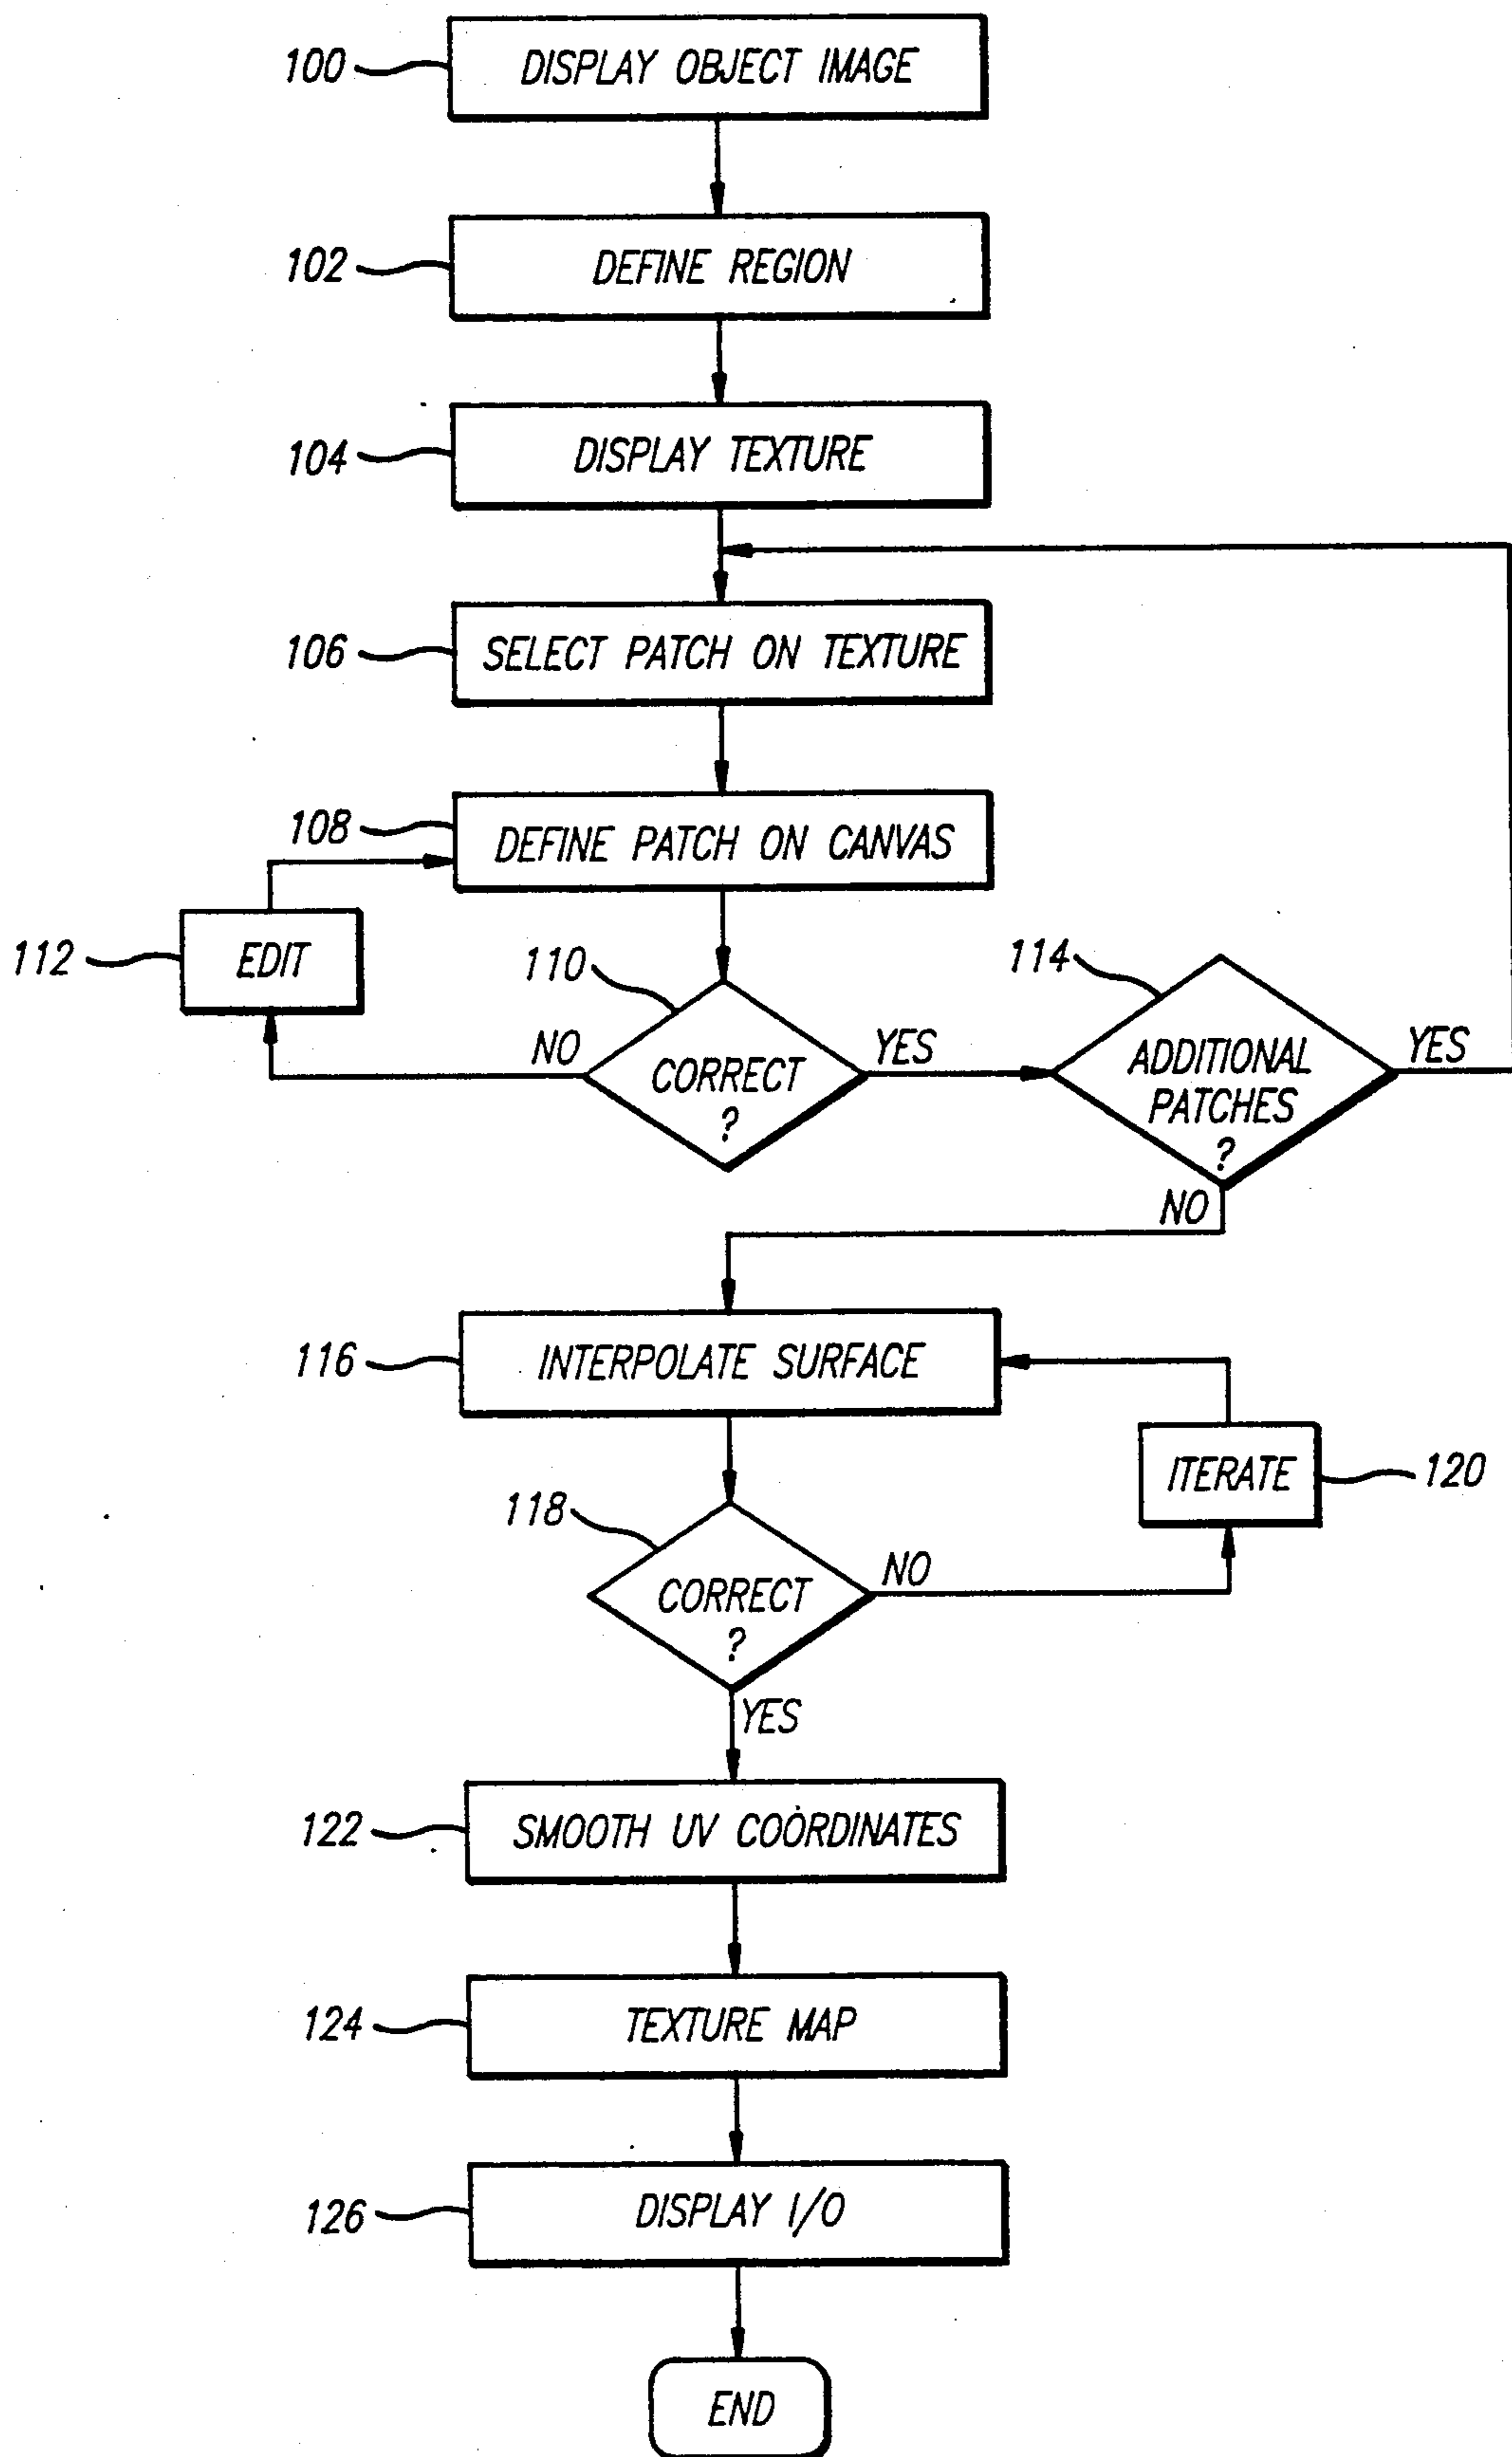 100
DISPLAY OBJECT IMAGE
102
DEFINE REGION
104
DISPLAY TEXTURE
106
SELECT PATCH ON TEXTURE
108
DEFINE PATCH ON CANVAS
112
EDIT
110
114
NO
CORRECT
?
YES
ADDITIONAL
PATCHES
?
YES
NO
116
INTERPOLATE SURFACE
ITERATE
120
118
CORRECT
?
NO
YES
122
SMOOTH UV COORDINATES
124
TEXTURE MAP
126
DISPLAY I/O
END